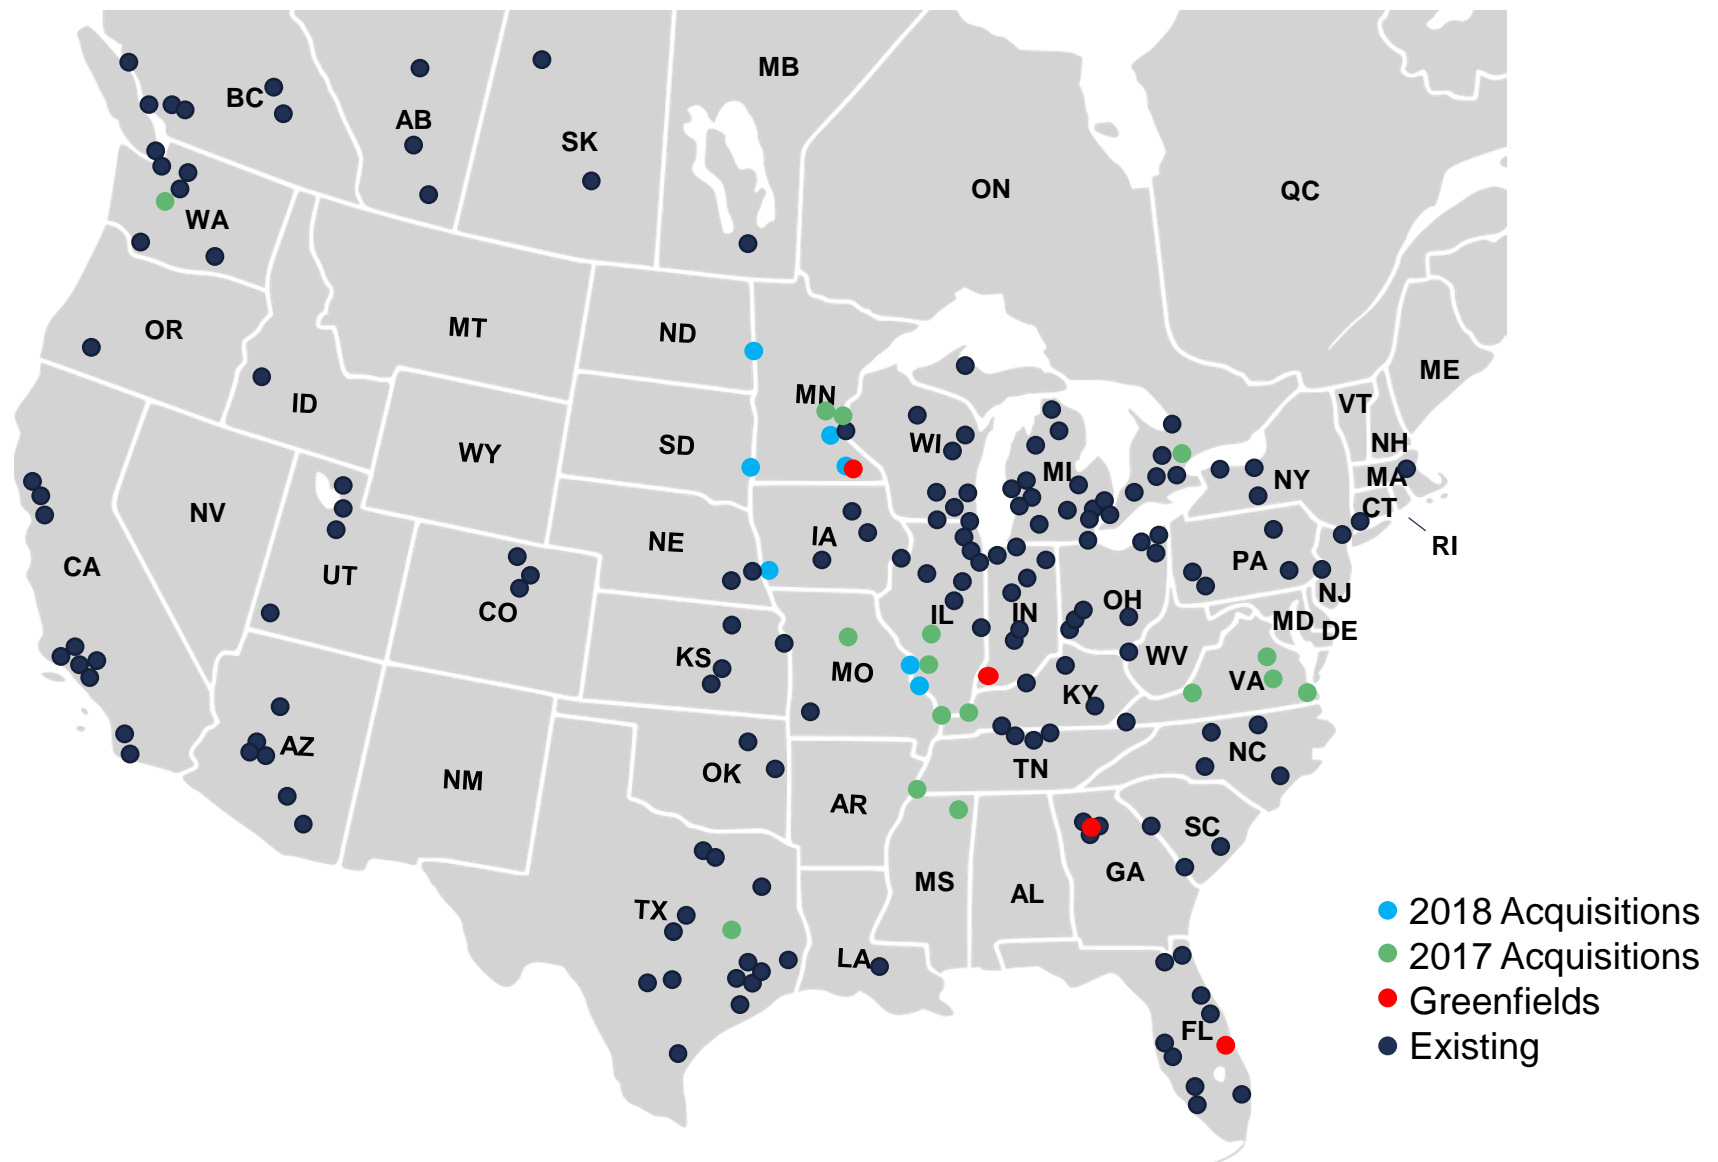 MB
BC
AB
SK
ON
QC
WA
OR
MT
ND
ME
MN
ID
VT
WI
NH
SD
WY
MI
MA
NY
CT
NV
NE
IA
RI
PA
CA
UT
NJ
CO
OH
IL
IN
MD
DE
KS
WV
MO
VA
KY
AZ
NC
OK
TN
NM
AR
SC
GA
MS
AL
TX
LA
FL
2018 Acquisitions
2017 Acquisitions
Greenfields
Existing